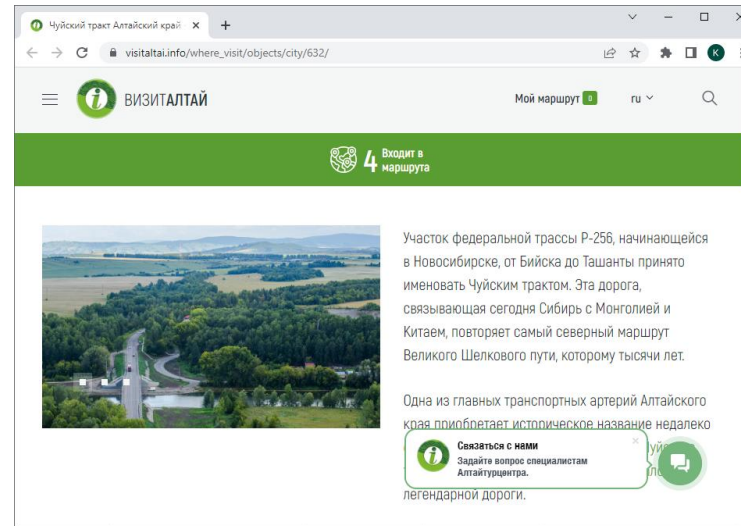 Чуйский тракт Алтайский край
visitaltai.info/where_visit/objects/city/632/
K
ВИЗИТАЛТАЙ
Мой маршрут 0
ru
4 Входит в
маршрута
Участок федеральной трассы Р-256, начинающейся
в Новосибирске, от Бийска до Ташанты принято
именовать Чуйским трактом. Эта дорога,
связывающая сегодня Сибирь с Монголией и
Китаем, повторяет самый северный маршрут
Великого Шелкового пути, которому тысячи лет.
Одна из главных транспортных артерий Алтайского
края приобретает историческое название недалеко
легендарной дороги.
Связаться с нами
Задайте вопрос специалистам
Алтайтурцентра.